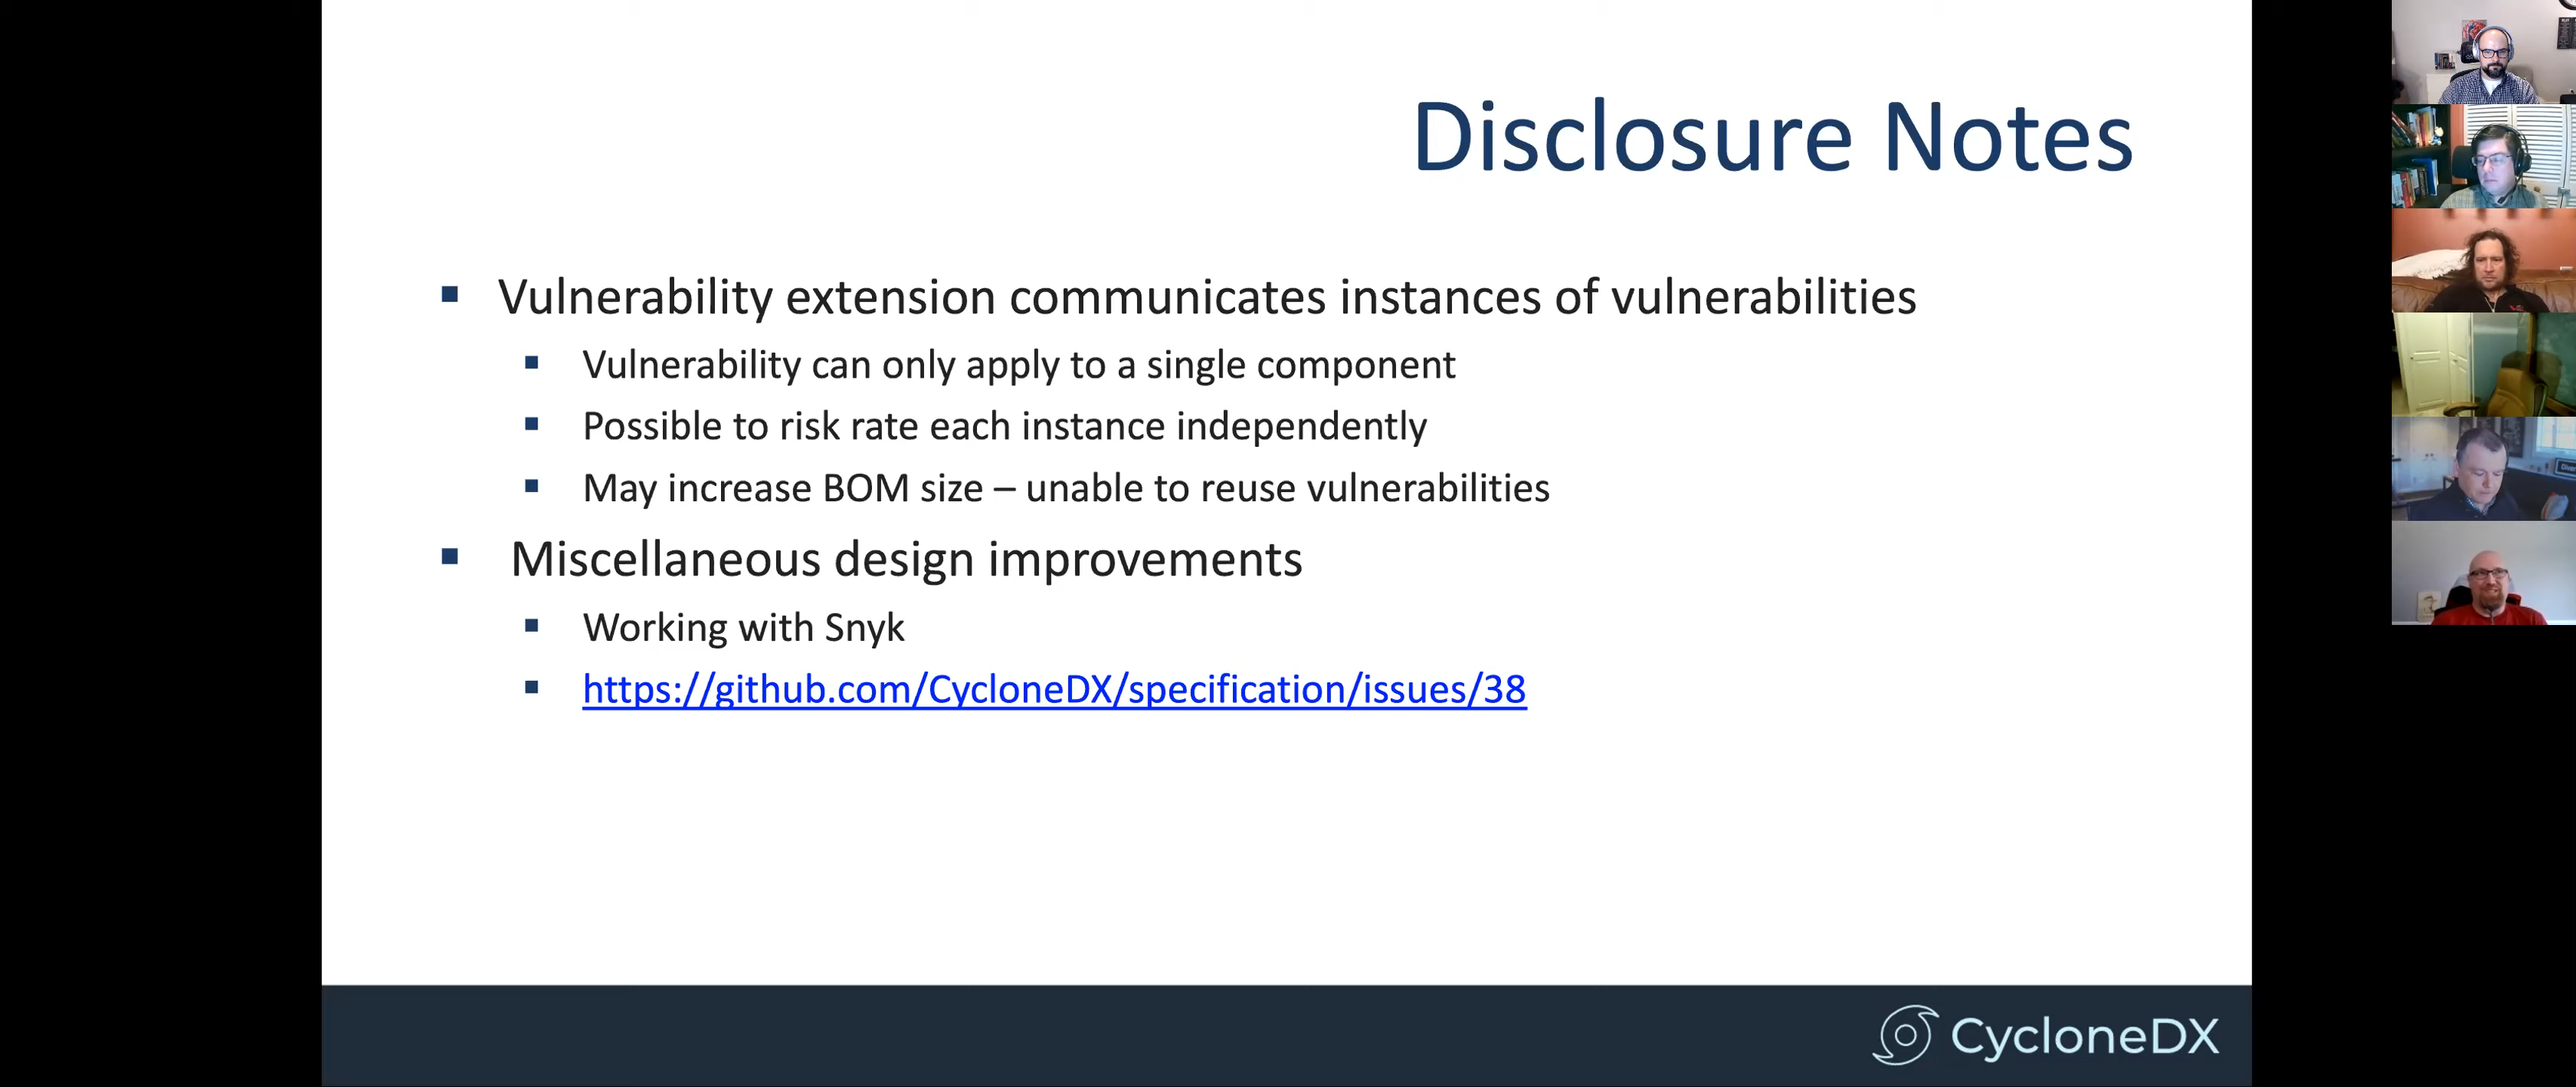 Disclosure Notes
Vulnerability extension communicates instances of vulnerabilities
Vulnerability can only apply to a single component
Possible to risk rate each instance independently
May increase BOM size – unable to reuse vulnerabilities
Miscellaneous design improvements
Working with Snyk
https://github.com/CycloneDX/specification/issues/38
CycloneDX